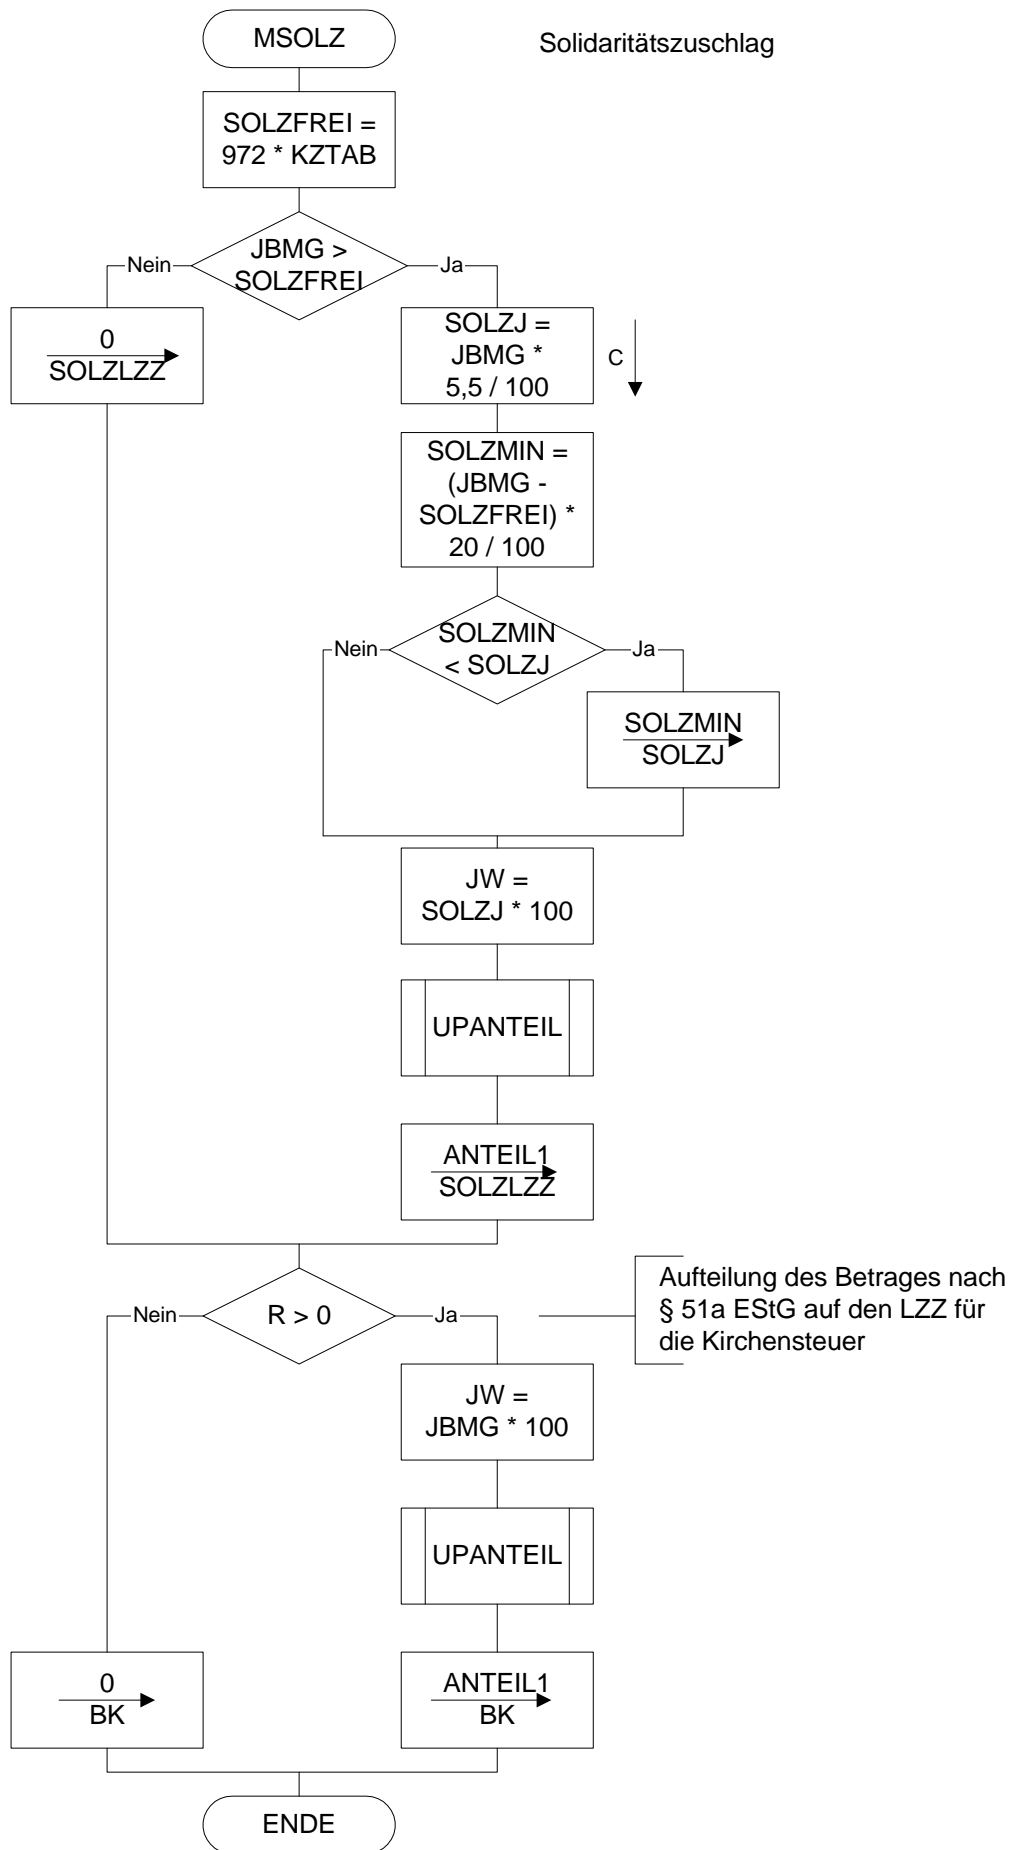 MSOLZ
Solidaritätszuschlag
SOLZFREI =
972 * KZTAB
JBMG >
SOLZFREI
Nein
Ja
0
SOLZLZZ
SOLZJ =
JBMG *
5,5 / 100
C
SOLZMIN =
(JBMG -
SOLZFREI) *
20 / 100
SOLZMIN
< SOLZJ
Nein
Ja
SOLZMIN
SOLZJ
JW =
SOLZJ * 100
UPANTEIL
ANTEIL1
SOLZLZZ
R > 0
Nein
Ja
Aufteilung des Betrages nach
§ 51a EStG auf den LZZ für
die Kirchensteuer
JW =
JBMG * 100
UPANTEIL
0
BK
ANTEIL1
BK
ENDE